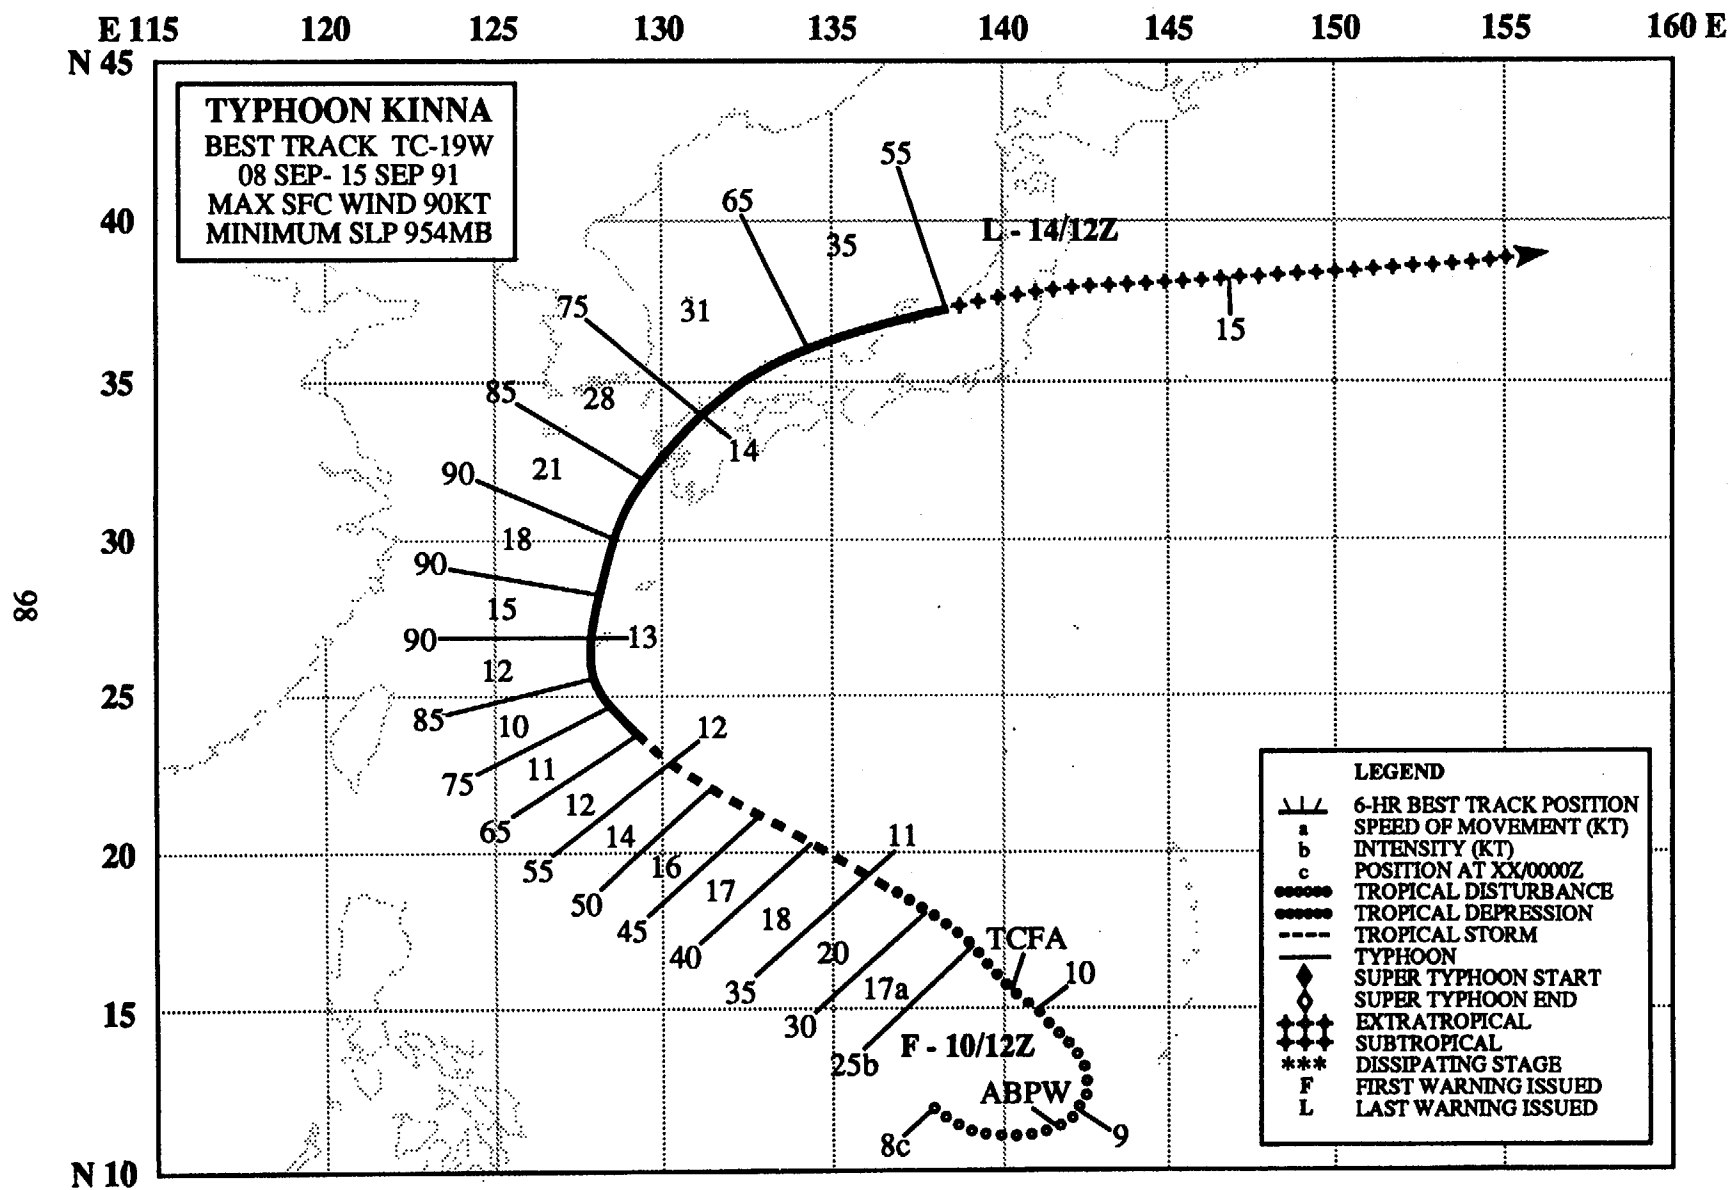 E 115 120 125 130 135 140 145 150 155 160 E
N 45
TYPHOON KINNA
BEST TRACK TC-19W
08 SEP- 15 SEP 91
MAX SFC WIND 90KT
MINIMUM SLP 954MB
55
65
40
35
L - 14/12Z
75
31
15
35
85
28
14
90
21
30
18
90
15
90
13
12
25
85
10
12
75
11
65
12
55
14
11
20
50
16
45
17
40
18
35
20
TCFA
10
17a
15
30
25b
F - 10/12Z
ABPW
8c
9
N 10
86
LEGEND
6-HR BEST TRACK POSITION
a SPEED OF MOVEMENT (KT)
b INTENSITY (KT)
c POSITION AT XX/0000Z
TROPICAL DISTURBANCE
TROPICAL DEPRESSION
TROPICAL STORM
TYPHOON
SUPER TYPHOON START
SUPER TYPHOON END
EXTRATROPICAL
SUBTROPICAL
*** DISSIPATING STAGE
F FIRST WARNING ISSUED
L LAST WARNING ISSUED